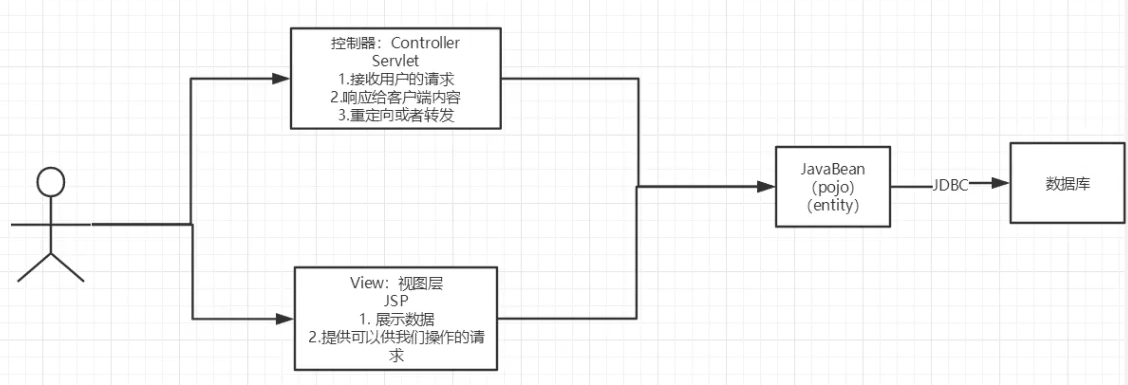 控制器：Controller
Servlet
1.接收用户的请求
2.响应给客户端内容
3.重定向或者转发
View：视图层
JSP
1. 展示数据
2.提供可以供我们操作的请
求
JavaBean
（pojo）
（entity）
JDBC
数据库